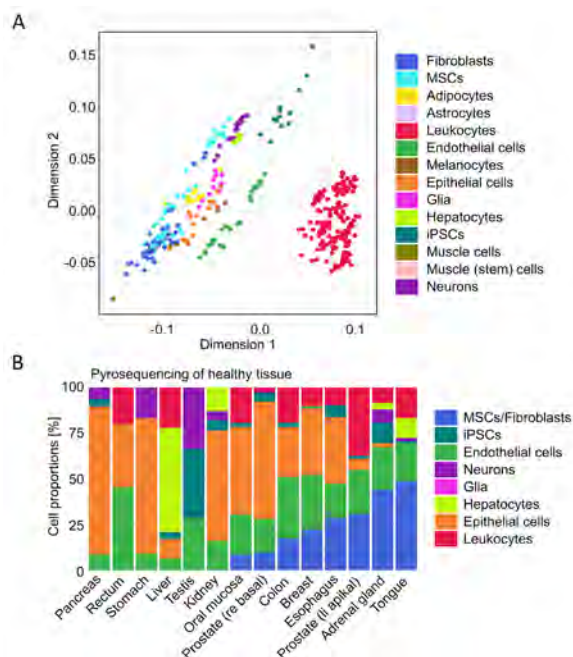 A
0.15
0.10
0.05
0.00
-0.05
Dimension 2
-0.1
0.0
0.1
Dimension 1
Fibroblasts
MSCs
Adipocytes
Astrocytes
Leukocytes
Endothelial cells
Melanocytes
Epithelial cells
Glia
Hepatocytes
iPSCs
Muscle cells
Muscle (stem) cells
Neurons
B
Pyrosequencing of healthy tissue
100
75
50
25
0
Cell proportions [%]
Pancreas
Rectum
Stomach
Liver
Testis
Kidney
Oral mucosa
Prostate (re basal)
Colon
Breast
Esophagus
Prostate (li apikal)
Adrenal gland
Tongue
MSCs/Fibroblasts
iPSCs
Endothelial cells
Neurons
Glia
Hepatocytes
Epithelial cells
Leukocytes